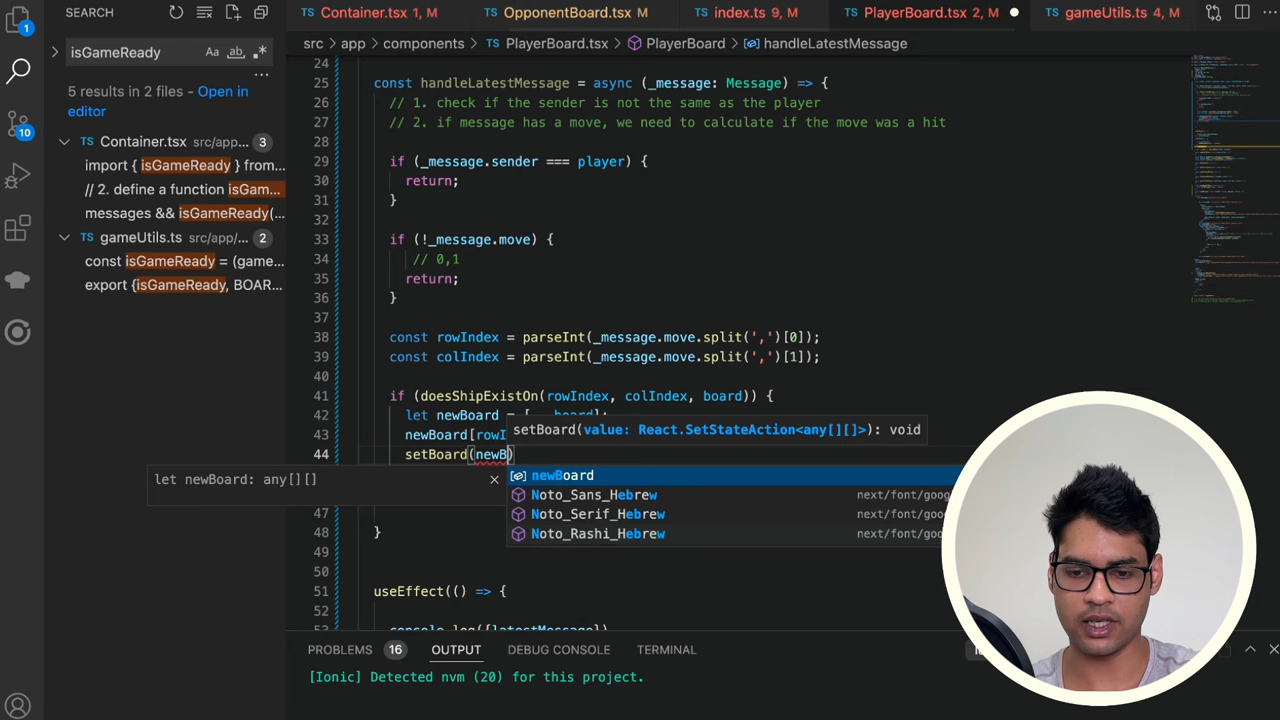 SEARCH
Container.tsx 1, M
OpponentBoard.tsx M
index.ts 9, M
PlayerBoard.tsx 2, M
gameUtils.ts 4, M
1
isGameReady
Aa ab
src > app > components > PlayerBoard.tsx > PlayerBoard > handleLatestMessage
5 results in 2 files - Open in
editor
Container.tsx src/app... 3
import { isGameReady } from...
// 2. define a function isGam...
messages && isGameReady(...
gameUtils.ts src/app/... 2
const isGameReady = (gam...
export {isGameReady, BOAR...
10
24
25 const handleLatestMessage = async (_message: Message) => {
26 // 1. check if the sender is not the same as the player
27 // 2. if message has a move, we need to calculate if the move was a hit
28
29 if (_message.sender === player) {
30 return;
31 }
32
33 if (!_message.move) {
34 // 0,1
35 return;
36 }
37
38 const rowIndex = parseInt(_message.move.split(',')[0]);
39 const colIndex = parseInt(_message.move.split(',')[1]);
40
41 if (doesShipExistOn(rowIndex, colIndex, board)) {
42 let newBoard = [...board];
43 newBoard[rowI
setBoard(value: React.SetStateAction<any[][]>): void
44 setBoard(newB)
let newBoard: any[][]
newBoard
Noto_Sans_Hebrew next/font/goog
Noto_Serif_Hebrew next/font/goog
Noto_Rashi_Hebrew next/font/goog
47
48 }
49
50
51 useEffect(() => {
52
53 console.log({latestMessage})
PROBLEMS 16 OUTPUT DEBUG CONSOLE TERMINAL
[Ionic] Detected nvm (20) for this project.